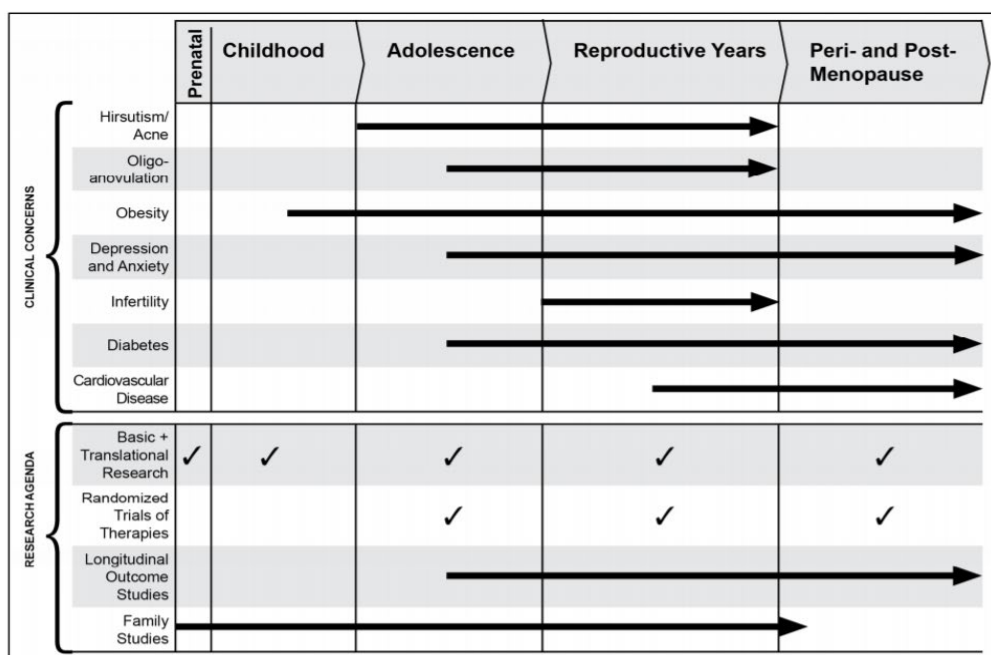 Prenatal
Childhood
Adolescence
Reproductive Years
Peri- and Post-
Menopause
CLINICAL CONCERNS
Hirsutism/
Acne
Oligo-
anovulation
Obesity
Depression
and Anxiety
Infertility
Diabetes
Cardiovascular
Disease
RESEARCH AGENDA
Basic +
Translational
Research
✓ ✓ ✓ ✓ ✓
Randomized
Trials of
Therapies
✓ ✓ ✓
Longitudinal
Outcome
Studies
Family
Studies